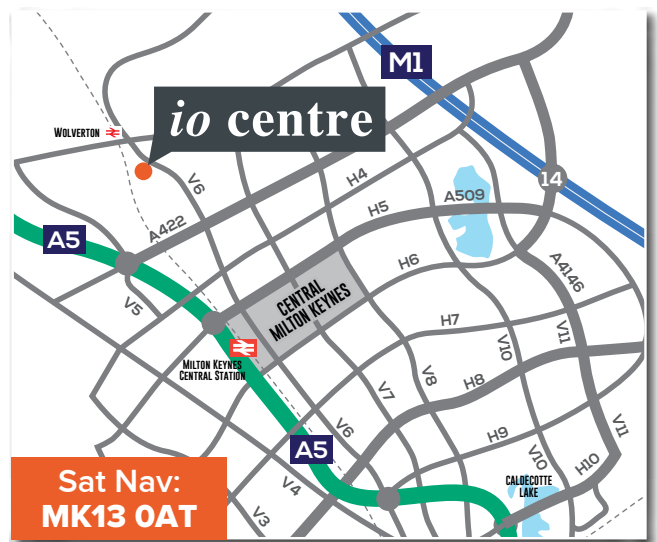 M1
io centre
WOLVERTON
14
V6
H4
A509
H5
A422
A5
H6
A4146
V5
CENTRAL
MILTON KEYNES
H7
V10
V11
MILTON KEYNES
CENTRAL STATION
V8
H8
V7
V6
V11
H9
A5
V10
H10
V4
CALDECOTTE
LAKE
V3
Sat Nav:
MK13 0AT